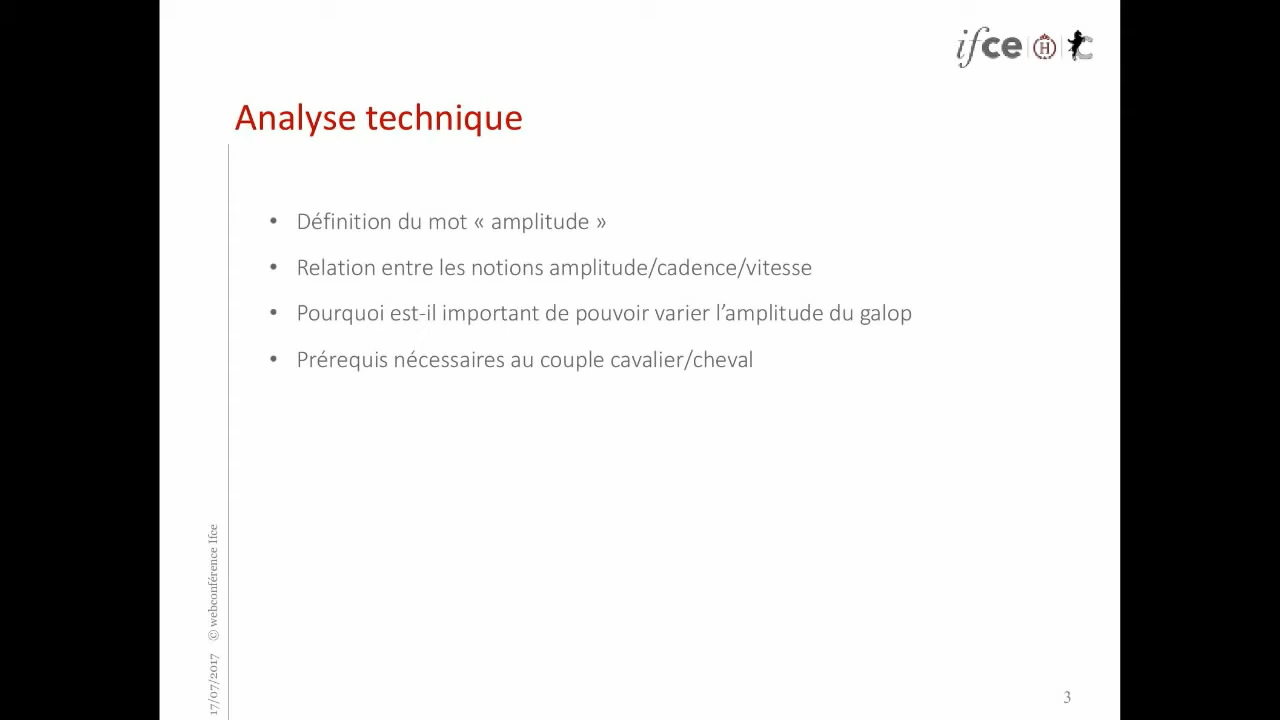 ifce
H
Analyse technique
• Définition du mot « amplitude »
• Relation entre les notions amplitude/cadence/vitesse
• Pourquoi est-il important de pouvoir varier l’amplitude du galop
• Prérequis nécessaires au couple cavalier/cheval
17/07/2017 © webconférence Ifce
3